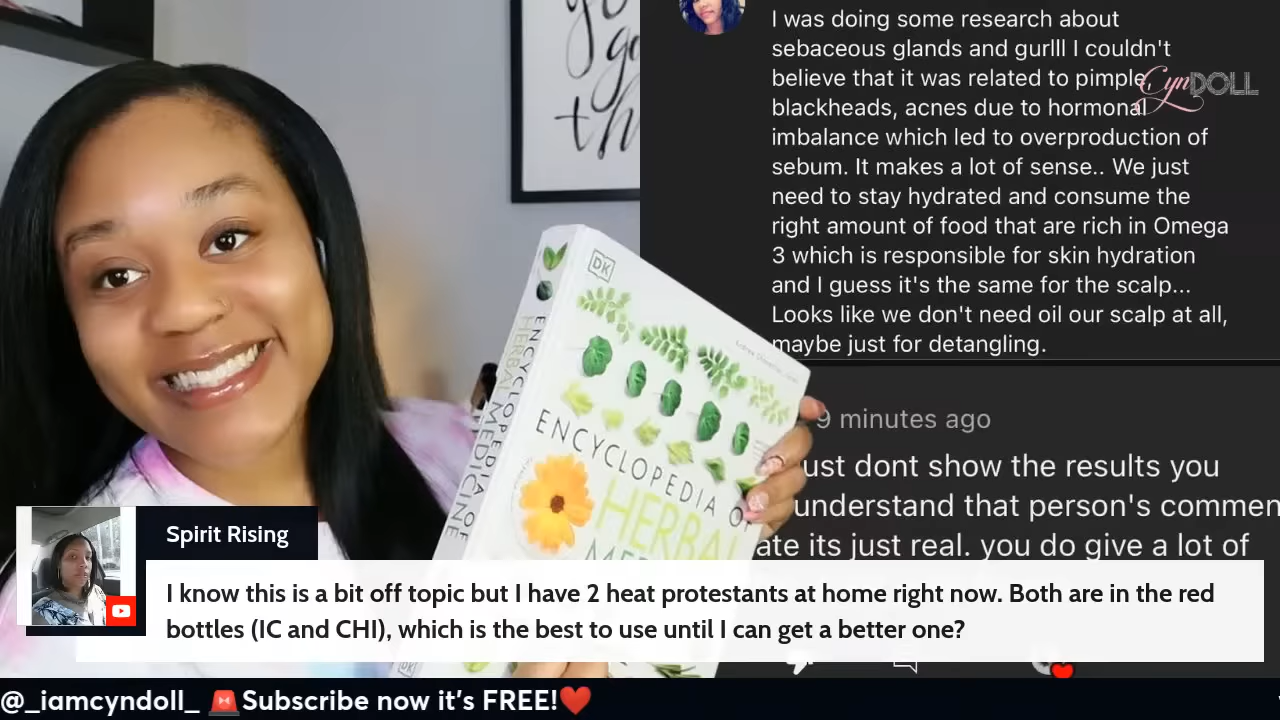 I was doing some research about
sebaceous glands and gurlll I couldn't
believe that it was related to pimple,
blackheads, acnes due to hormonal
imbalance which led to overproduction of
sebum. It makes a lot of sense.. We just
need to stay hydrated and consume the
right amount of food that are rich in Omega
3 which is responsible for skin hydration
and I guess it's the same for the scalp...
Looks like we don't need oil our scalp at all,
maybe just for detangling.
CynDOLL
DK
ENCYCLOPEDIA OF
HERBAL
MEDICINE
ENCYCLOPEDIA OF
HERBAL MEDICINE
DK
9 minutes ago
ust dont show the results you
understand that person's commen
ate its just real. you do give a lot of
Spirit Rising
I know this is a bit off topic but I have 2 heat protestants at home right now. Both are in the red
bottles (IC and CHI), which is the best to use until I can get a better one?
@_iamcyndoll_ 🚨Subscribe now it's FREE!❤️